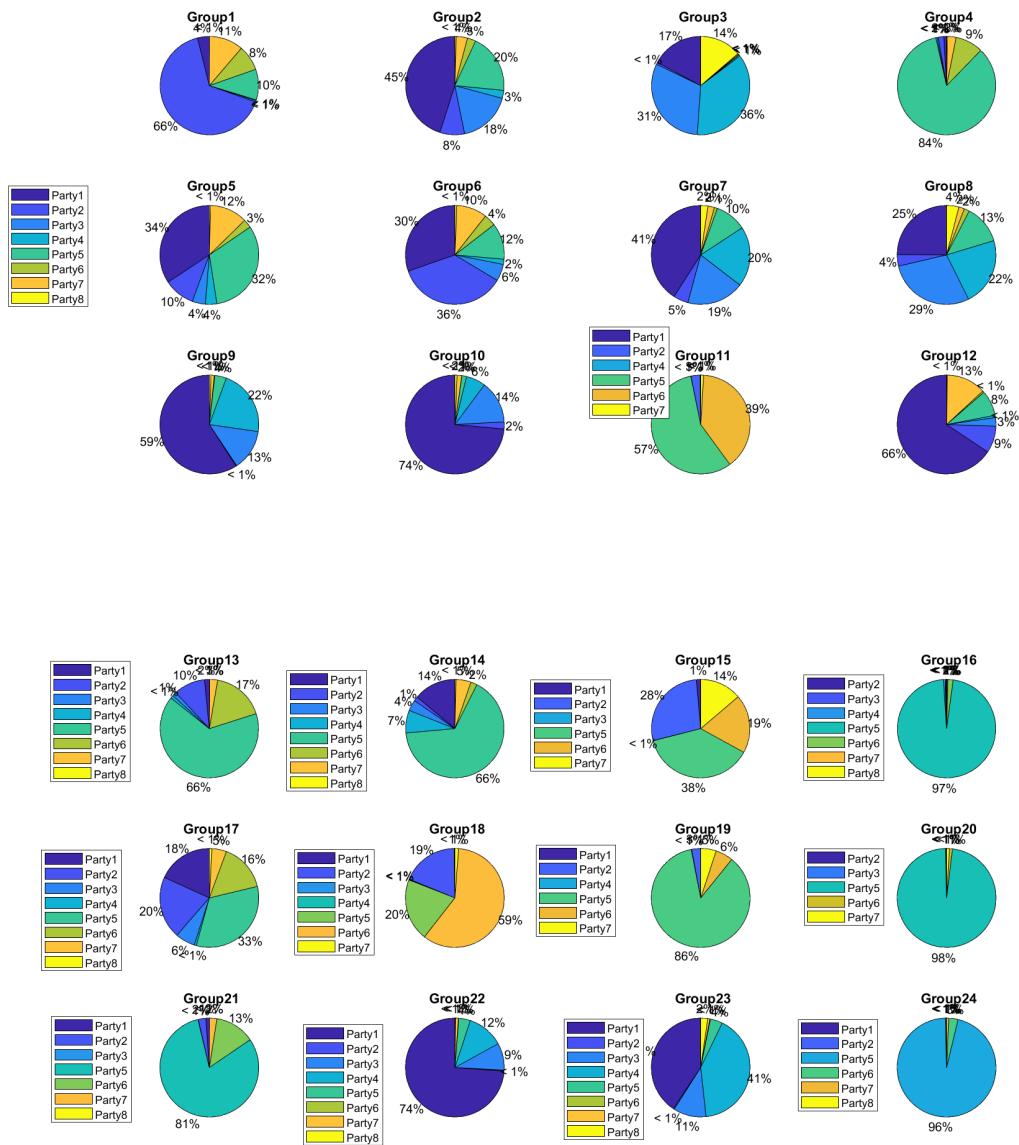 Group1
Group2
Group3
Group4
< 1%
11%
8%
10%
< 1%
66%
3%
20%
3%
18%
8%
45%
14%
< 1%
36%
31%
< 1%
17%
9%
84%
Party1
Party2
Party3
Party4
Party5
Party6
Party7
Party8
Group5
Group6
Group7
Group8
< 1%
12%
3%
32%
4%
4%
10%
34%
< 1%
10%
4%
12%
2%
6%
36%
30%
10%
20%
19%
5%
41%
4%
13%
22%
29%
4%
25%
Party1
Party2
Party4
Party5
Party6
Party7
Group9
Group10
Group11
Group12
22%
13%
< 1%
59%
6%
14%
2%
74%
39%
57%
< 1%
13%
< 1%
8%
< 1%
3%
9%
66%
Group13
Group14
Group15
Group16
Party1
Party2
Party3
Party4
Party5
Party6
Party7
Party8
17%
66%
< 1%
10%
Party1
Party2
Party3
Party4
Party5
Party6
Party7
Party8
2%
66%
7%
4%
1%
14%
Party1
Party2
Party3
Party5
Party6
Party7
1%
14%
19%
38%
< 1%
28%
Party2
Party3
Party4
Party5
Party6
Party7
Party8
97%
Group17
Group18
Group19
Group20
Party1
Party2
Party3
Party4
Party5
Party6
Party7
Party8
5%
16%
33%
< 1%
6%
20%
18%
Party1
Party2
Party3
Party4
Party5
Party6
Party7
59%
20%
< 1%
19%
Party1
Party2
Party4
Party5
Party6
Party7
6%
86%
Party2
Party3
Party5
Party6
Party7
98%
Group21
Group22
Group23
Group24
Party1
Party2
Party3
Party5
Party6
Party7
Party8
13%
81%
Party1
Party2
Party3
Party4
Party5
Party6
Party7
Party8
12%
9%
< 1%
74%
Party1
Party2
Party3
Party4
Party5
Party6
Party7
Party8
4%
41%
11%
< 1%
%
Party1
Party2
Party5
Party6
Party7
Party8
96%